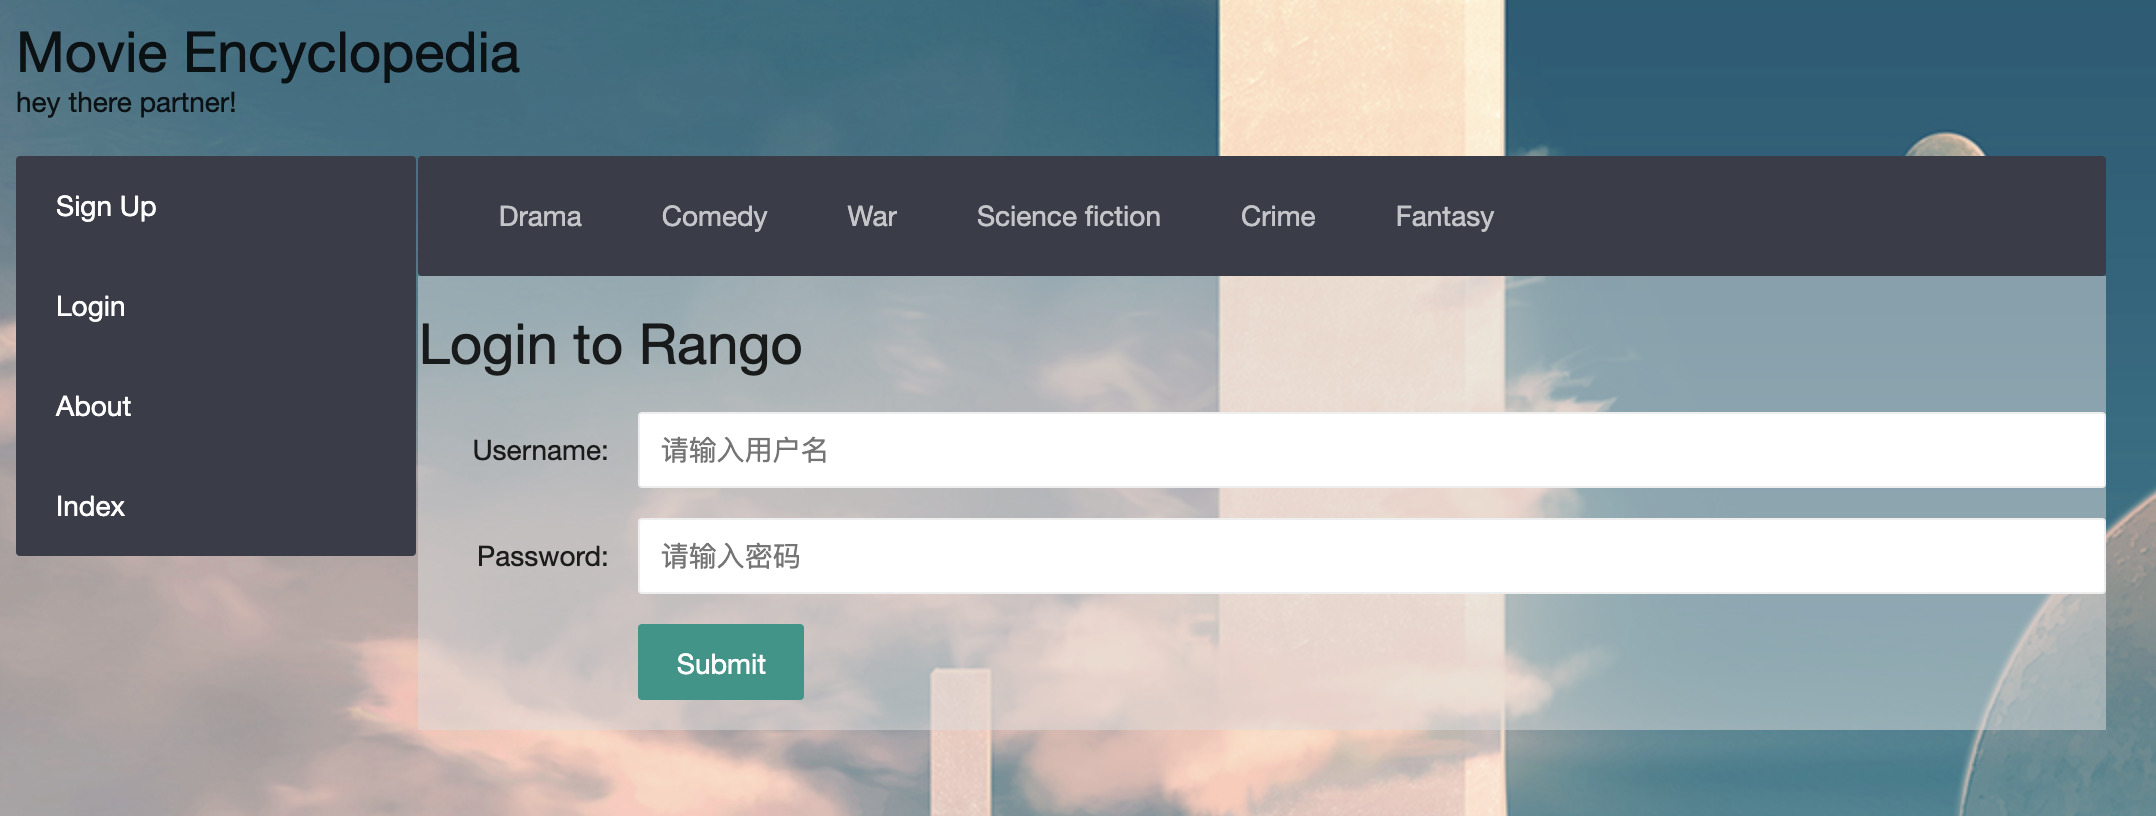 Movie Encyclopedia
hey there partner!
Sign Up
Login
About
Index
Drama Comedy War Science fiction Crime Fantasy
Login to Rango
Username: 请输入用户名
Password: 请输入密码
Submit